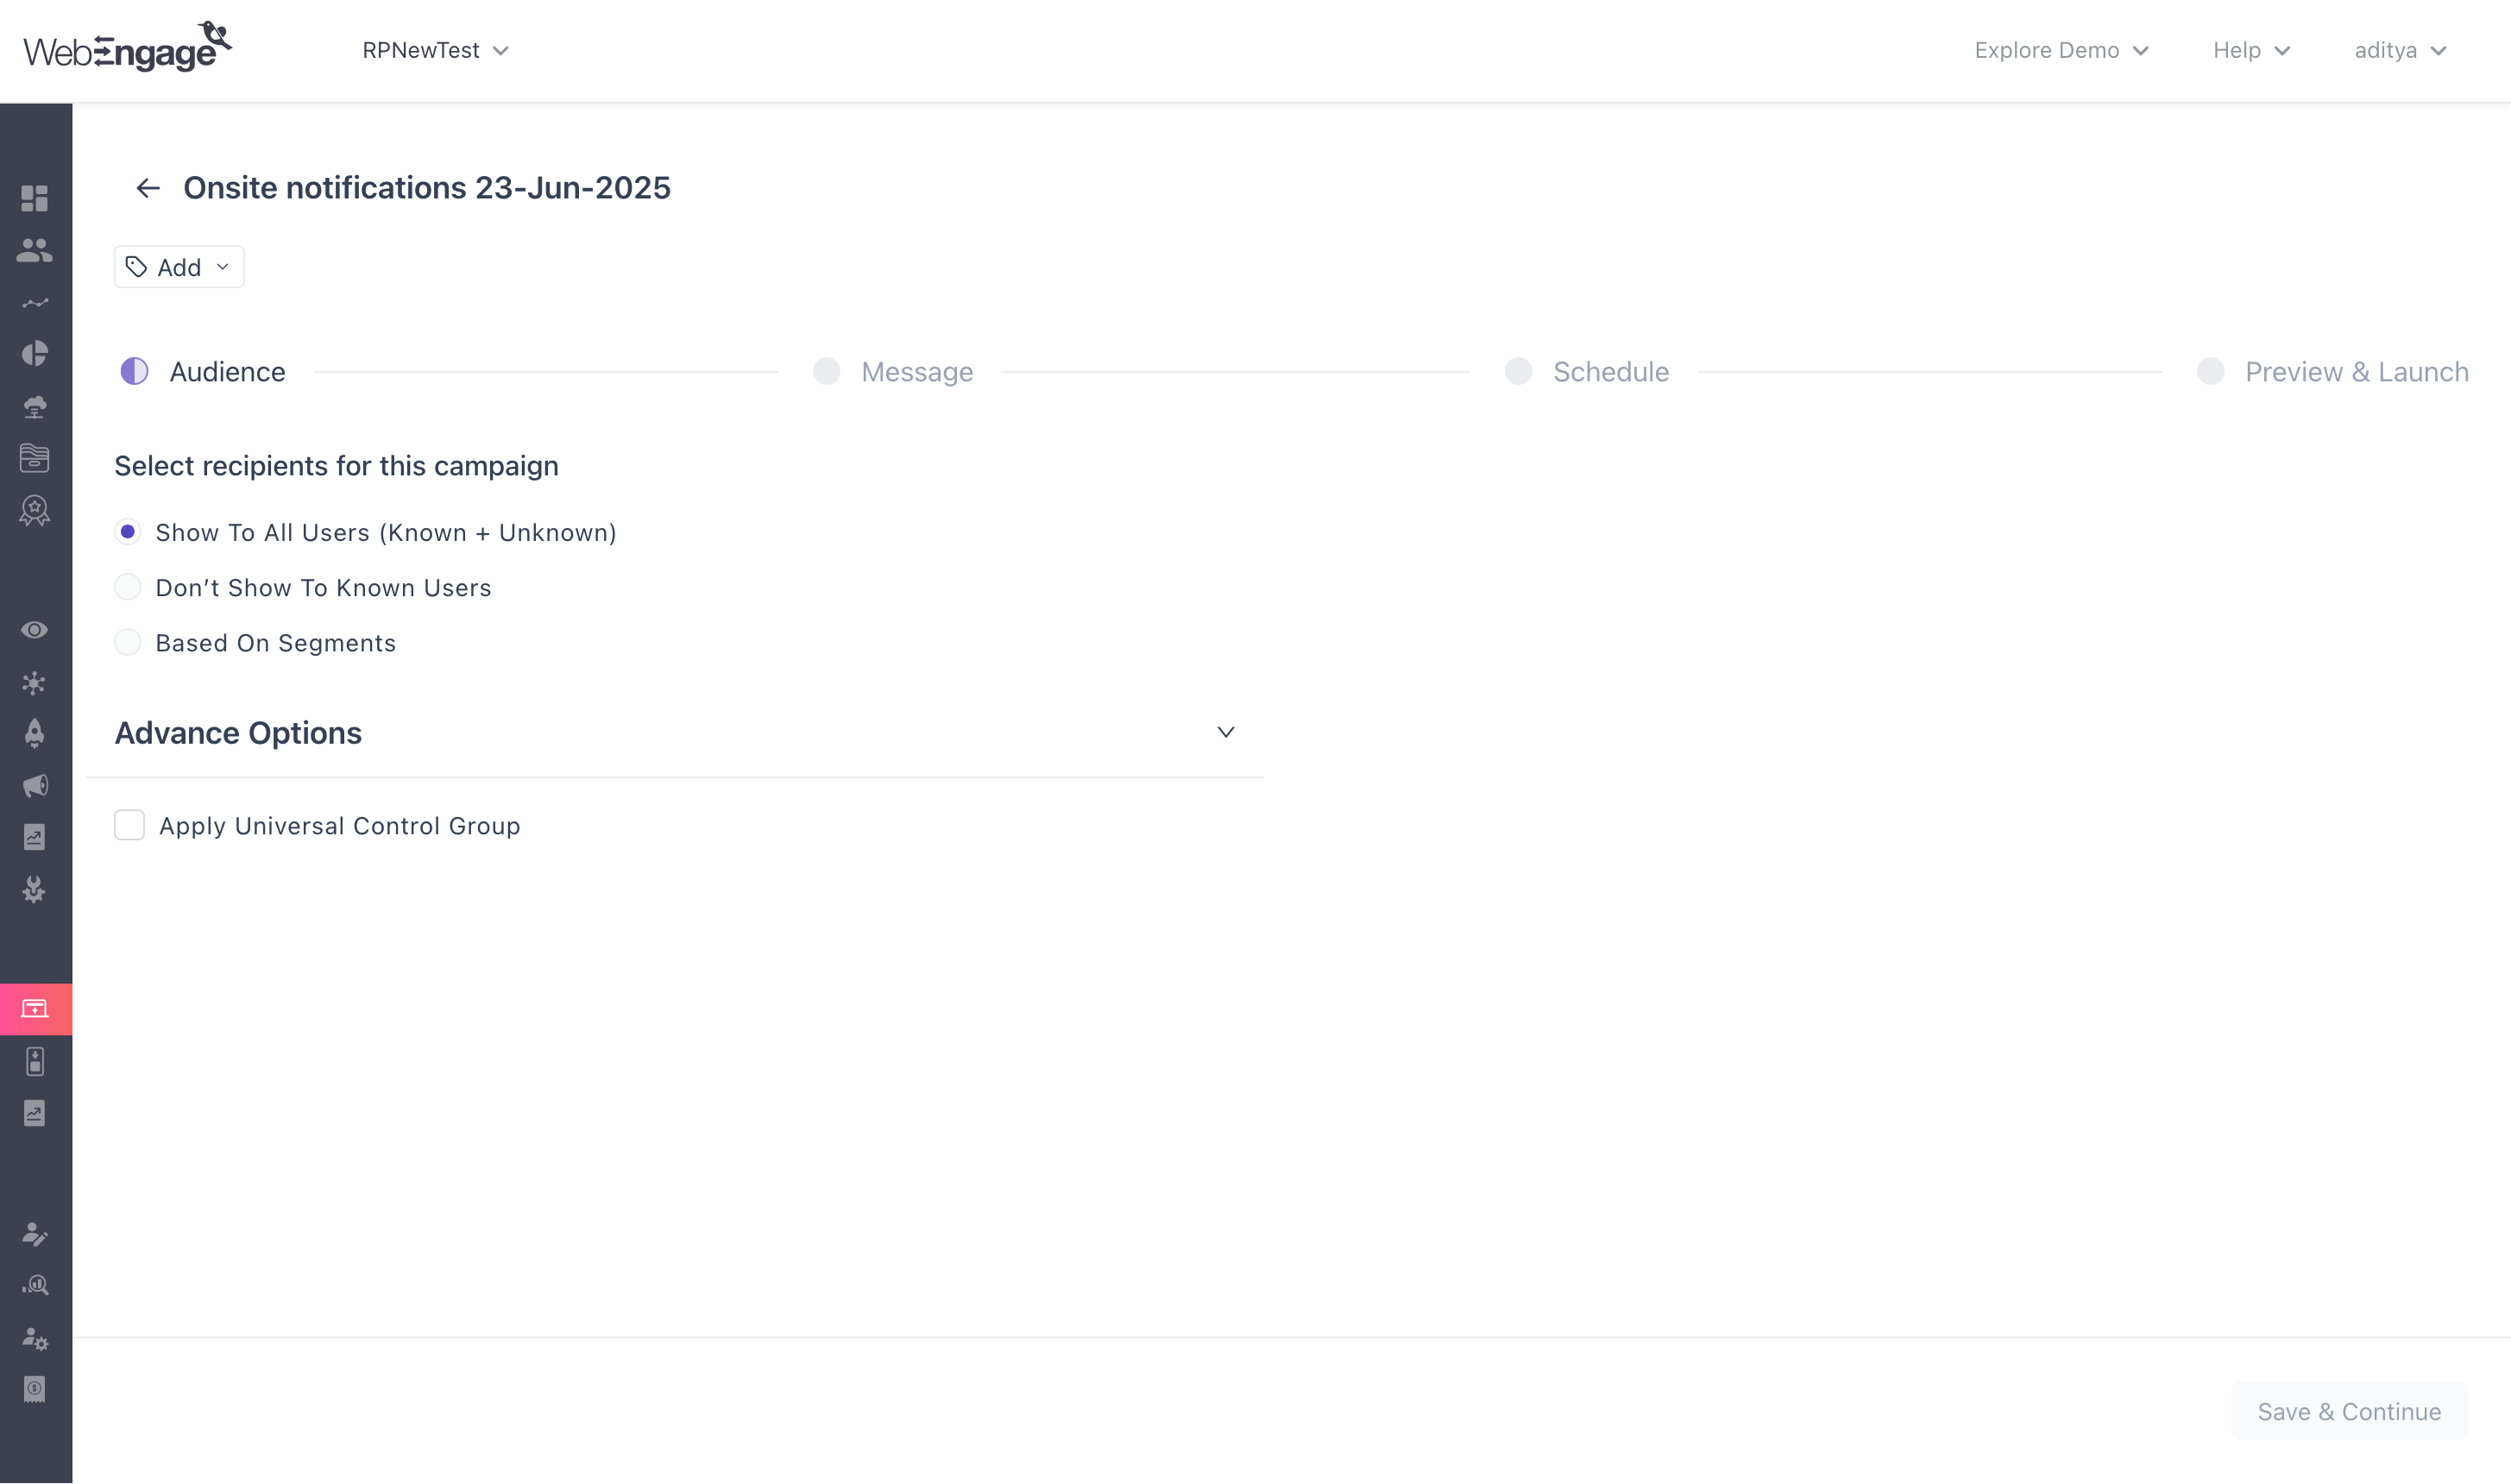 WebEngage
RPNewTest
Explore Demo
Help
aditya
Onsite notifications 23-Jun-2025
Add
Audience
Message
Schedule
Preview & Launch
Select recipients for this campaign
Show To All Users (Known + Unknown)
Don’t Show To Known Users
Based On Segments
Advance Options
Apply Universal Control Group
Save & Continue